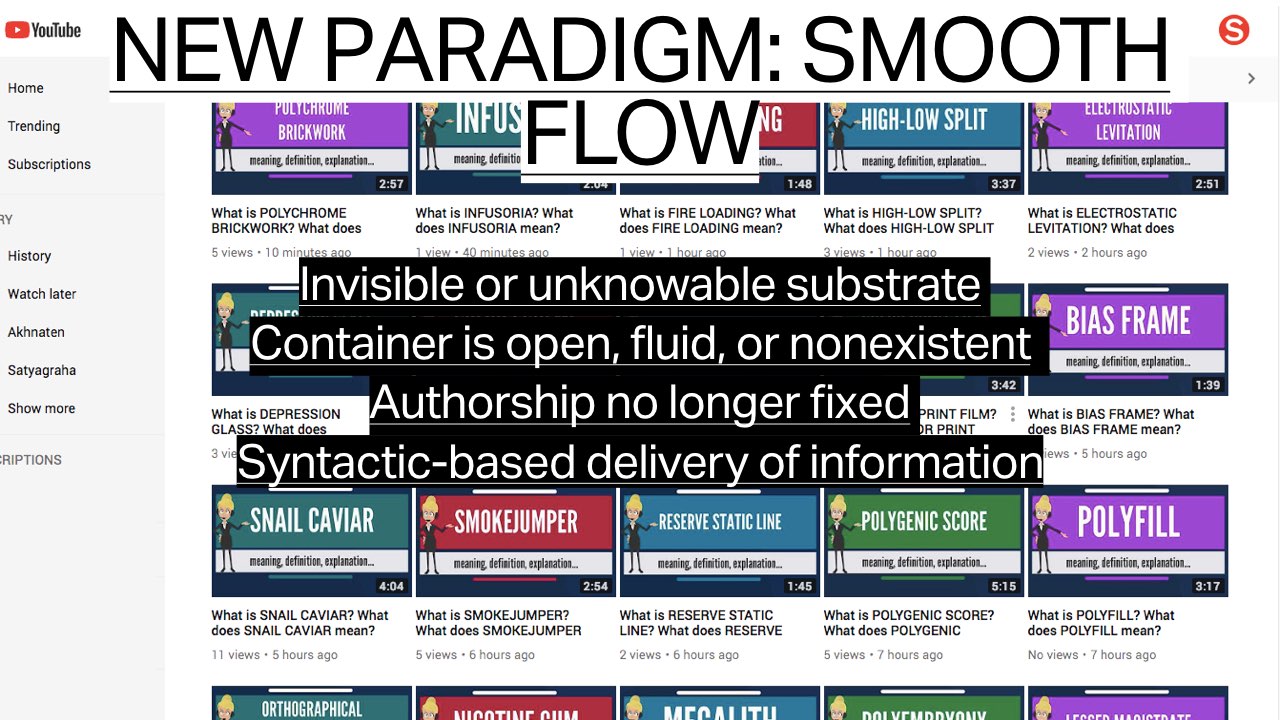 YouTube
NEW PARADIGM: SMOOTH
FLOW
S
Home
Trending
Subscriptions
RY
History
Watch later
Akhnaten
Satyagraha
Show more
CRIPTIONS
POLYCHROME
BRICKWORK
meaning, definition, explanation...
2:57
INFUS
meaning, definit
2:04
NG
1:48
HIGH-LOW SPLIT
meaning, definition, explanation...
3:37
ELECTROSTATIC
LEVITATION
meaning, definition, explanation...
2:51
What is POLYCHROME
BRICKWORK? What does
5 views • 10 minutes ago
What is INFUSORIA? What
does INFUSORIA mean?
1 view • 40 minutes ago
What is FIRE LOADING? What
does FIRE LOADING mean?
1 view • 1 hour ago
What is HIGH-LOW SPLIT?
What does HIGH-LOW SPLIT
3 views • 1 hour ago
What is ELECTROSTATIC
LEVITATION? What does
2 views • 2 hours ago
Invisible or unknowable substrate
Container is open, fluid, or nonexistent
Authorship no longer fixed
Syntactic-based delivery of information
3:42
BIAS FRAME
meaning, definition, explanation...
1:39
What is DEPRESSION
GLASS? What does
3 vie
PRINT FILM?
OR PRINT
What is BIAS FRAME? What
does BIAS FRAME mean?
iews • 5 hours ago
SNAIL CAVIAR
meaning, definition, explanation...
4:04
SMOKEJUMPER
meaning, definition, explanation...
2:54
RESERVE STATIC LINE
meaning, definition, explanation...
1:45
POLYGENIC SCORE
meaning, definition, explanation...
5:15
POLYFILL
meaning, definition, explanation...
3:17
What is SNAIL CAVIAR? What
does SNAIL CAVIAR mean?
11 views • 5 hours ago
What is SMOKEJUMPER?
What does SMOKEJUMPER
5 views • 6 hours ago
What is RESERVE STATIC
LINE? What does RESERVE
2 views • 6 hours ago
What is POLYGENIC SCORE?
What does POLYGENIC
5 views • 7 hours ago
What is POLYFILL? What
does POLYFILL mean?
No views • 7 hours ago
ORTHOGRAPHICAL
NICOTINE GUM
MEGALITH
POLYEMBRYONY
LESSER MAGISTRATE